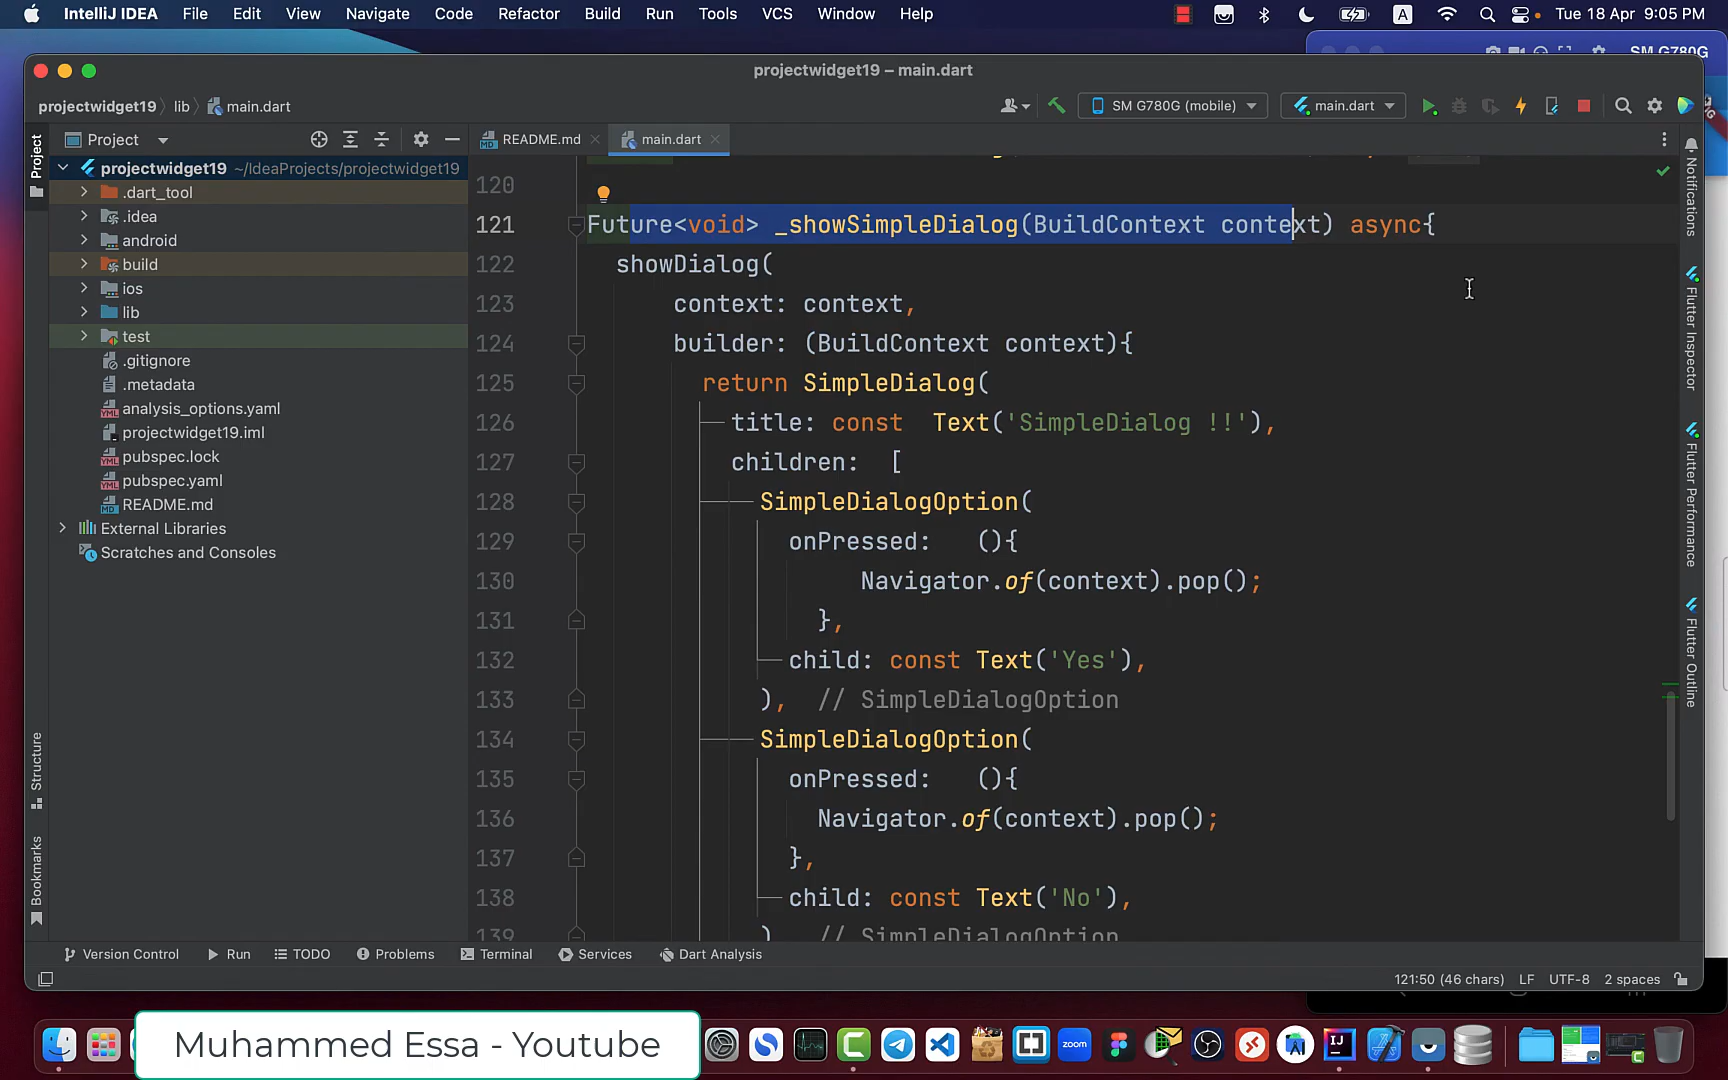 IntelliJ IDEA File Edit View Navigate Code Refactor Build Run Tools VCS Window Help A Tue 18 Apr 9:05 PM
SM G780G
projectwidget19 – main.dart
projectwidget19 lib main.dart SM G780G (mobile) main.dart
Project README.md main.dart
Project
projectwidget19 ~/IdeaProjects/projectwidget19
.dart_tool
.idea
android
build
ios
lib
test
.gitignore
.metadata
analysis_options.yaml
projectwidget19.iml
pubspec.lock
pubspec.yaml
README.md
External Libraries
Scratches and Consoles
Structure
Bookmarks
120
121 Future<void> _showSimpleDialog(BuildContext context) async{
122 showDialog(
123 context: context,
124 builder: (BuildContext context){
125 return SimpleDialog(
126 title: const Text('SimpleDialog !!'),
127 children: [
128 SimpleDialogOption(
129 onPressed: (){
130 Navigator.of(context).pop();
131 },
132 child: const Text('Yes'),
133 ), // SimpleDialogOption
134 SimpleDialogOption(
135 onPressed: (){
136 Navigator.of(context).pop();
137 },
138 child: const Text('No'),
139 ) // SimpleDialogOption
Notifications
Flutter Inspector
Flutter Performance
Flutter Outline
Version Control Run TODO Problems Terminal Services Dart Analysis
121:50 (46 chars) LF UTF-8 2 spaces
Muhammed Essa - Youtube
zoom
IJ